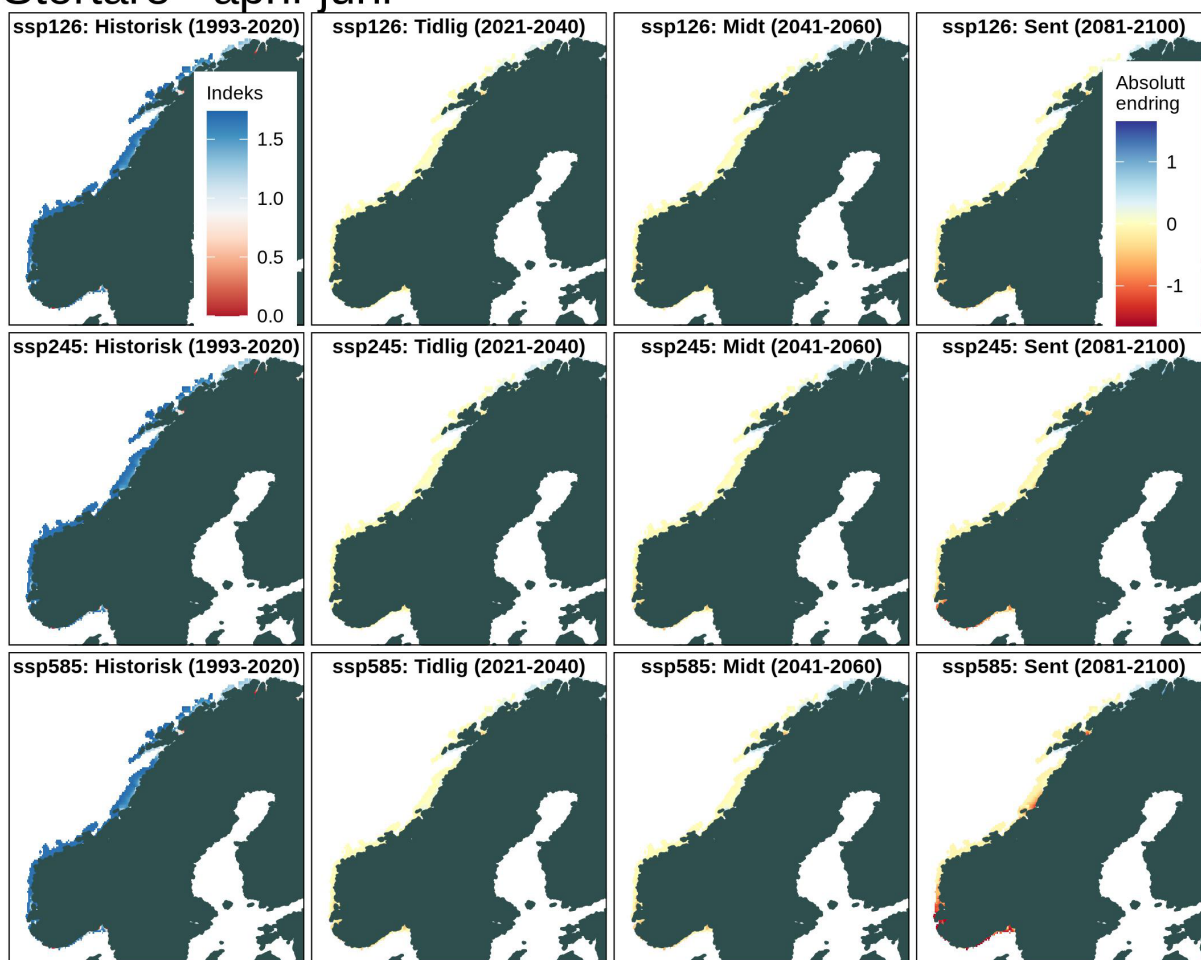 Stortare - april-juni
ssp126: Historisk (1993-2020)
ssp126: Tidlig (2021-2040)
ssp126: Midt (2041-2060)
ssp126: Sent (2081-2100)
Indeks
1.5
1.0
0.5
0.0
Absolutt
endring
1
0
-1
ssp245: Historisk (1993-2020)
ssp245: Tidlig (2021-2040)
ssp245: Midt (2041-2060)
ssp245: Sent (2081-2100)
ssp585: Historisk (1993-2020)
ssp585: Tidlig (2021-2040)
ssp585: Midt (2041-2060)
ssp585: Sent (2081-2100)